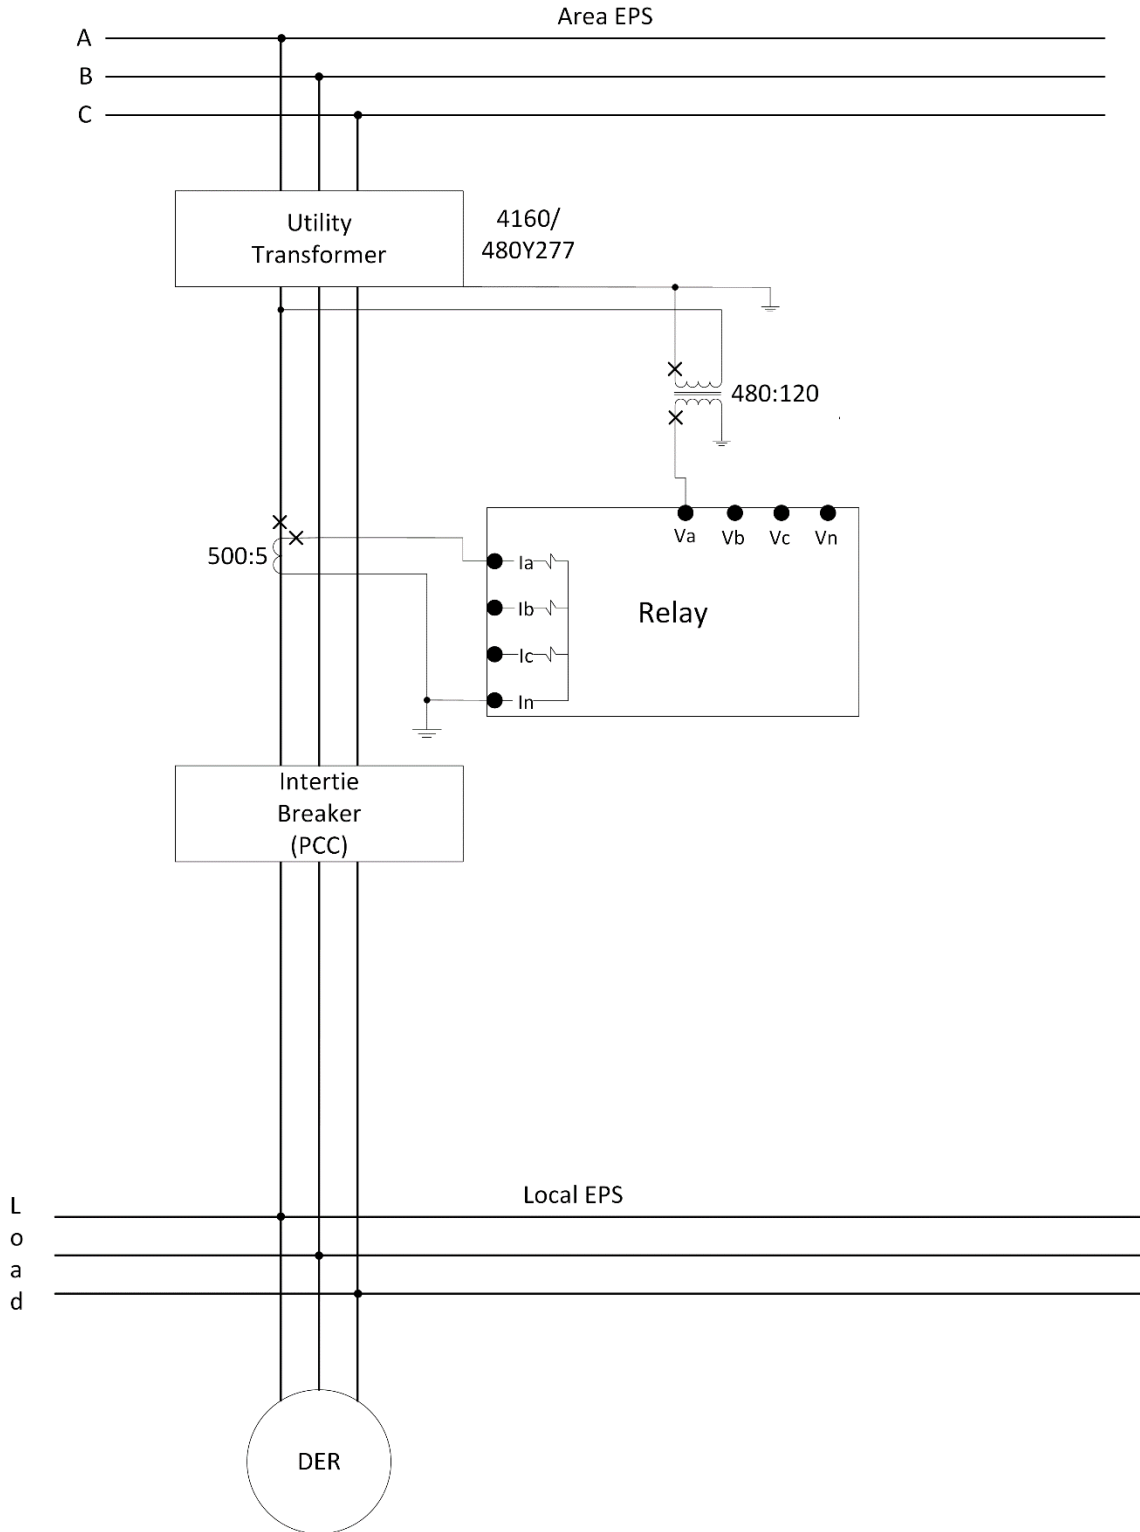 Area EPS
A
B
C
Utility
Transformer
4160/
480Y277
480:120
Va
Vb
Vc
Vn
500:5
Ia
Ib
Ic
In
Relay
Intertie
Breaker
(PCC)
Local EPS
L
o
a
d
DER